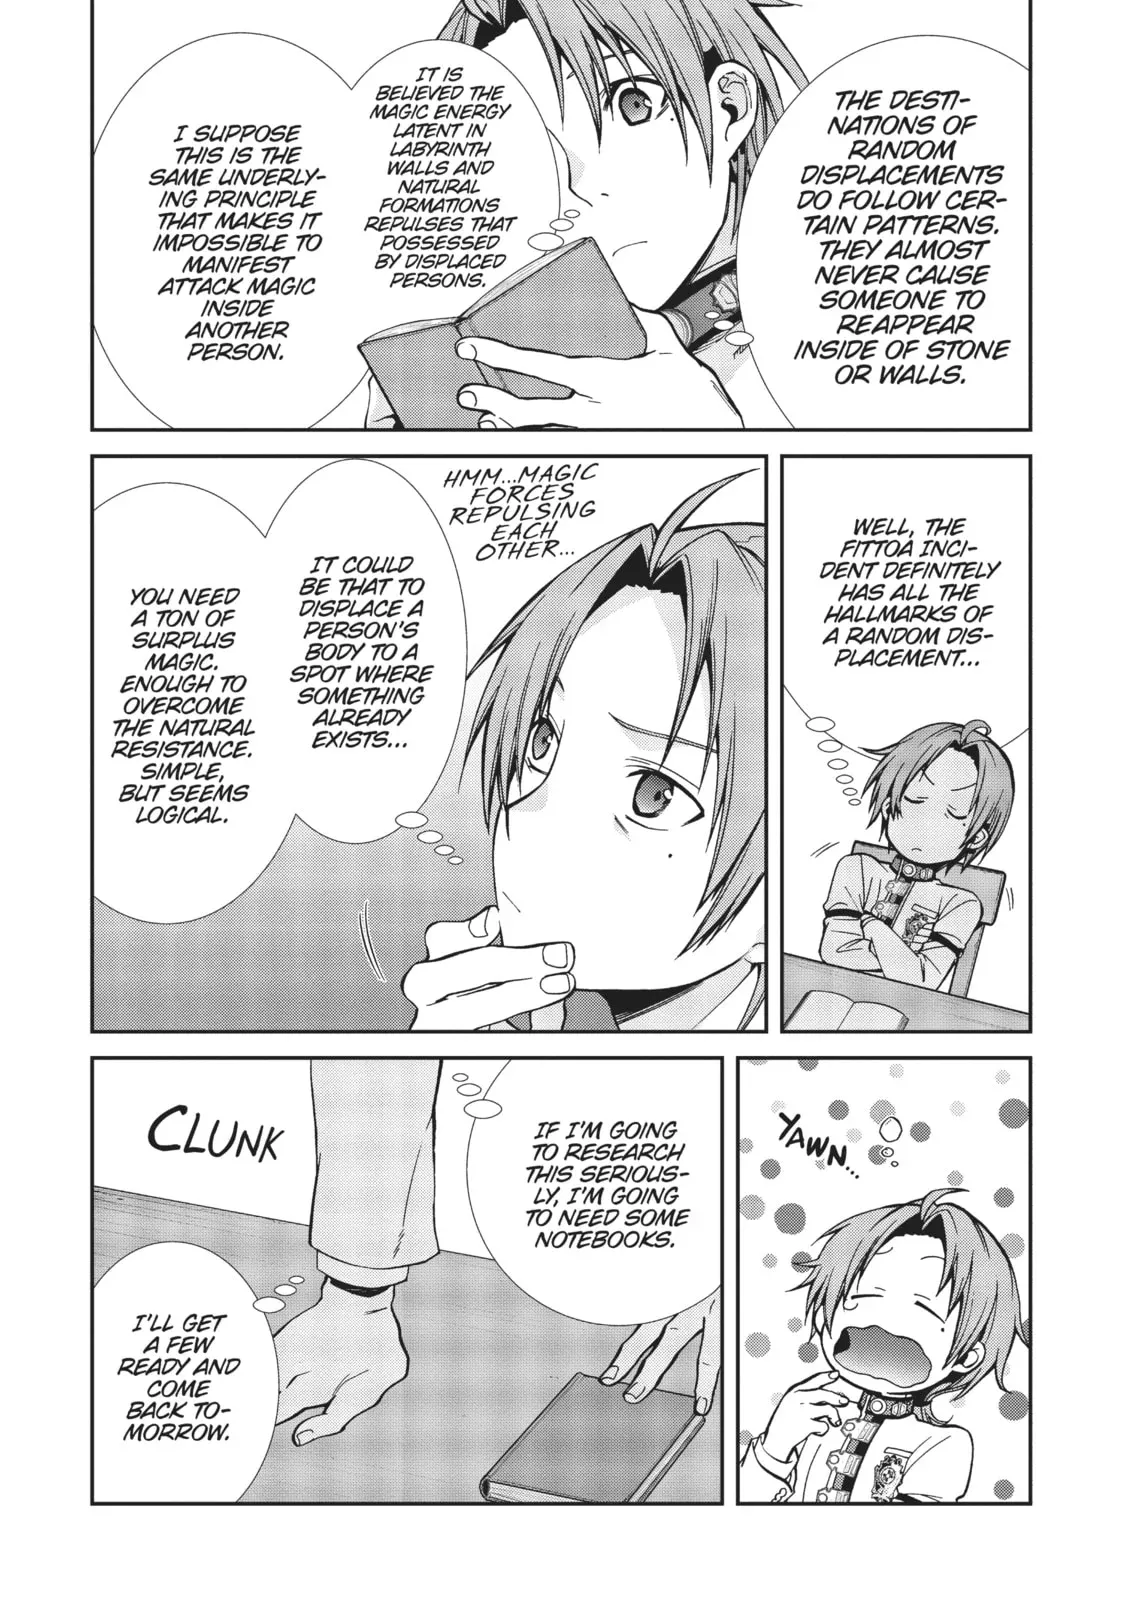 THE DESTI-
NATIONS OF
RANDOM
DISPLACEMENTS
DO FOLLOW CER-
TAIN PATTERNS.
THEY ALMOST
NEVER CAUSE
SOMEONE TO
REAPPEAR
INSIDE OF STONE
OR WALLS.
IT IS
BELIEVED THE
MAGIC ENERGY
LATENT IN
LABYRINTH
WALLS AND
NATURAL
FORMATIONS
REPULSES THAT
POSSESSED
BY DISPLACED
PERSONS.
I SUPPOSE
THIS IS THE
SAME UNDERLY-
ING PRINCIPLE
THAT MAKES IT
IMPOSSIBLE TO
MANIFEST
ATTACK MAGIC
INSIDE
ANOTHER
PERSON.
WELL, THE
FITTOA INCI-
DENT DEFINITELY
HAS ALL THE
HALLMARKS OF
A RANDOM DIS-
PLACEMENT...
HMM...MAGIC
FORCES
REPULSING
EACH
OTHER...
IT COULD
BE THAT TO
DISPLACE A
PERSON'S
BODY TO A
SPOT WHERE
SOMETHING
ALREADY
EXISTS...
YOU NEED
A TON OF
SURPLUS
MAGIC.
ENOUGH TO
OVERCOME
THE NATURAL
RESISTANCE.
SIMPLE,
BUT SEEMS
LOGICAL.
YAWN...
IF I'M GOING
TO RESEARCH
THIS SERIOUS-
LY, I'M GOING
TO NEED SOME
NOTEBOOKS.
CLUNK
I'LL GET
A FEW
READY AND
COME
BACK TO-
MORROW.